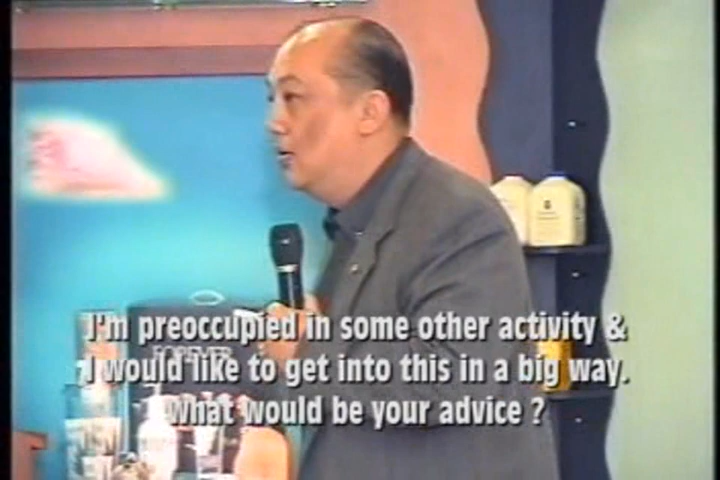 I'm preoccupied in some other activity &
FOREVER
I would like to get into this in a big way.
what would be your advice ?